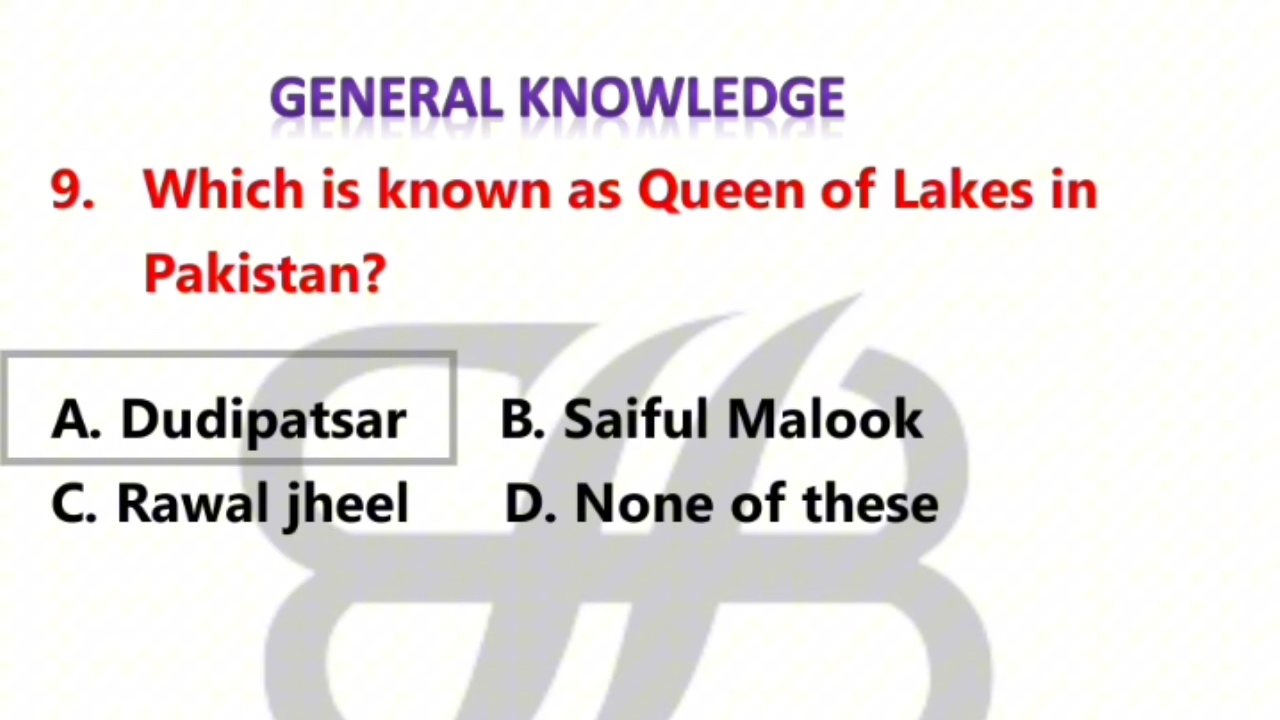 GENERAL KNOWLEDGE
9. Which is known as Queen of Lakes in
Pakistan?
A. Dudipatsar B. Saiful Malook
C. Rawal jheel D. None of these